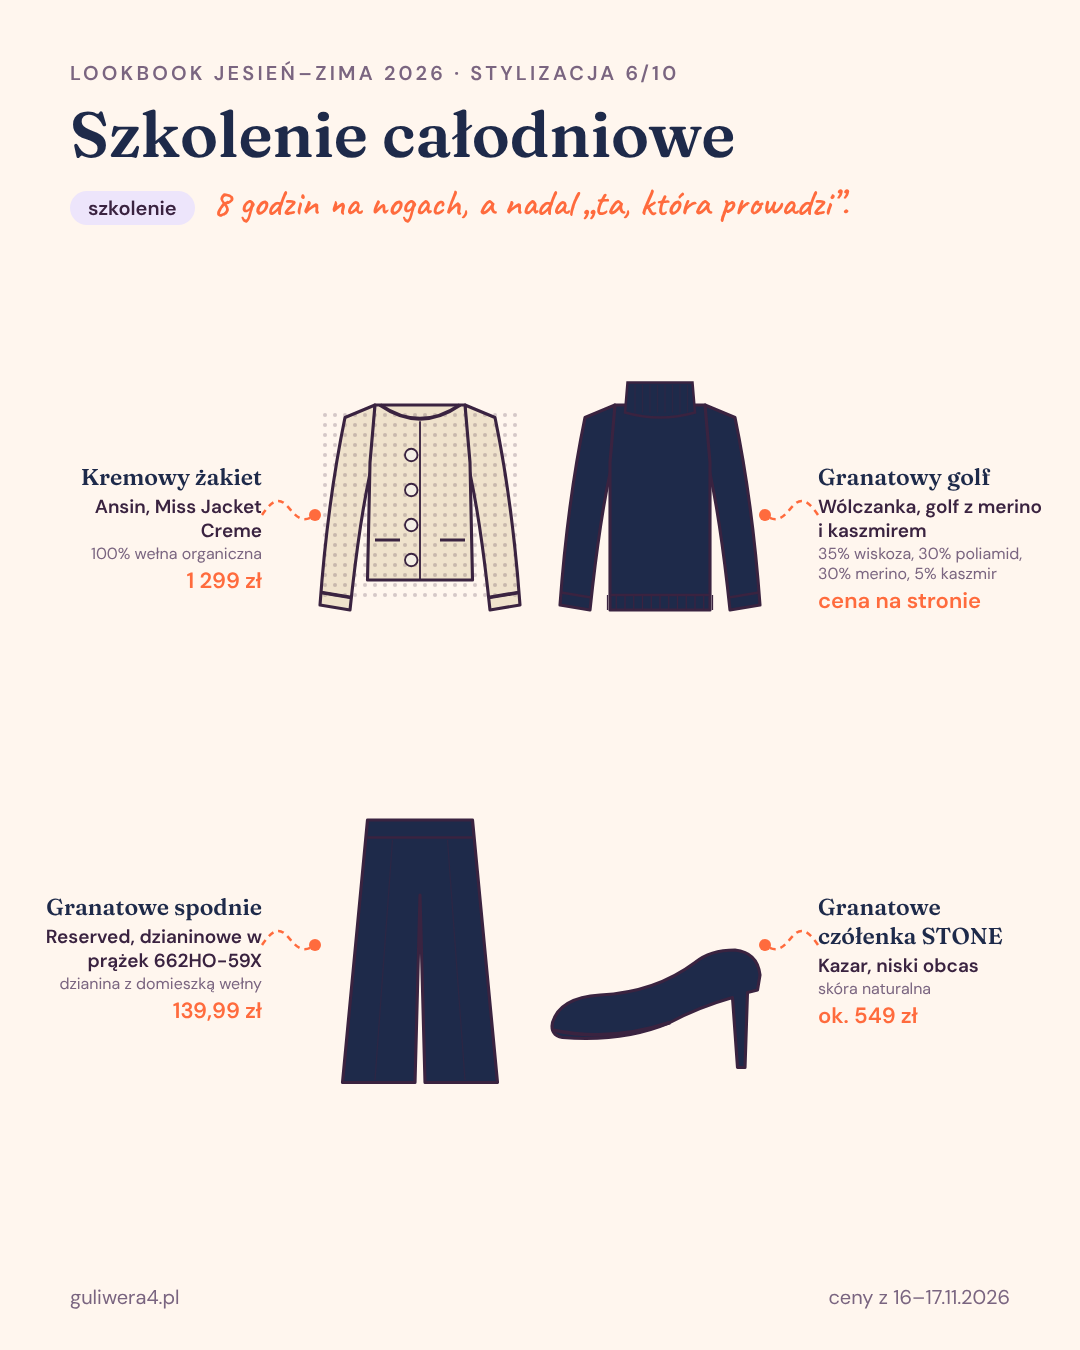 LOOKBOOK JESIEŃ–ZIMA 2026 · STYLIZACJA 6/10
Szkolenie całodniowe
szkolenie
8 godzin na nogach, a nadal „ta, która prowadzi”.
Kremowy żakiet
Ansin, Miss Jacket
Creme
100% wełna organiczna
1 299 zł
Granatowy golf
Wólczanka, golf z merino
i kaszmirem
35% wiskoza, 30% poliamid,
30% merino, 5% kaszmir
cena na stronie
Granatowe spodnie
Reserved, dzianinowe w
prążek 662HO-59X
dzianina z domieszką wełny
139,99 zł
Granatowe
czółenka STONE
Kazar, niski obcas
skóra naturalna
ok. 549 zł
guliwera4.pl
ceny z 16–17.11.2026